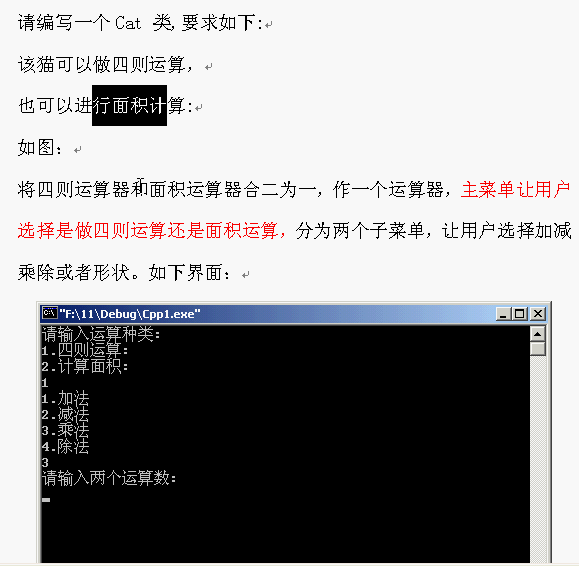 请编写一个Cat 类,要求如下:
该猫可以做四则运算，
也可以进行面积计算:
如图：
将四则运算器和面积运算器合二为一，作一个运算器，主菜单让用户
选择是做四则运算还是面积运算，分为两个子菜单，让用户选择加减
乘除或者形状。如下界面：
"F:\11\Debug\Cpp1.exe"
请输入运算种类：
1.四则运算：
2.计算面积：
1
1.加法
2.减法
3.乘法
4.除法
3
请输入两个运算数：